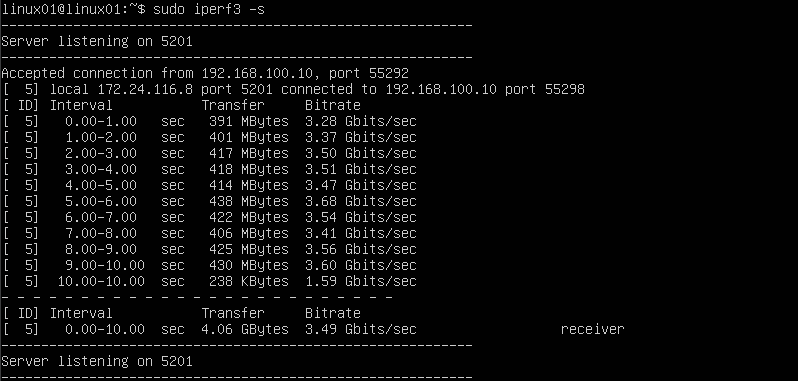 linux01@linux01:~$ sudo iperf3 -s
-----------------------------------------------------------
Server listening on 5201
-----------------------------------------------------------
Accepted connection from 192.168.100.10, port 55292
[  5] local 172.24.116.8 port 5201 connected to 192.168.100.10 port 55298
[ ID] Interval           Transfer     Bitrate
[  5]   0.00-1.00   sec   391 MBytes  3.28 Gbits/sec
[  5]   1.00-2.00   sec   401 MBytes  3.37 Gbits/sec
[  5]   2.00-3.00   sec   417 MBytes  3.50 Gbits/sec
[  5]   3.00-4.00   sec   418 MBytes  3.51 Gbits/sec
[  5]   4.00-5.00   sec   414 MBytes  3.47 Gbits/sec
[  5]   5.00-6.00   sec   438 MBytes  3.68 Gbits/sec
[  5]   6.00-7.00   sec   422 MBytes  3.54 Gbits/sec
[  5]   7.00-8.00   sec   406 MBytes  3.41 Gbits/sec
[  5]   8.00-9.00   sec   425 MBytes  3.56 Gbits/sec
[  5]   9.00-10.00  sec   430 MBytes  3.60 Gbits/sec
[  5]  10.00-10.00  sec   238 KBytes  1.59 Gbits/sec
- - - - - - - - - - - - - - - - - - - - - - - - -
[ ID] Interval           Transfer     Bitrate
[  5]   0.00-10.00  sec  4.06 GBytes  3.49 Gbits/sec                  receiver
-----------------------------------------------------------
Server listening on 5201
-----------------------------------------------------------